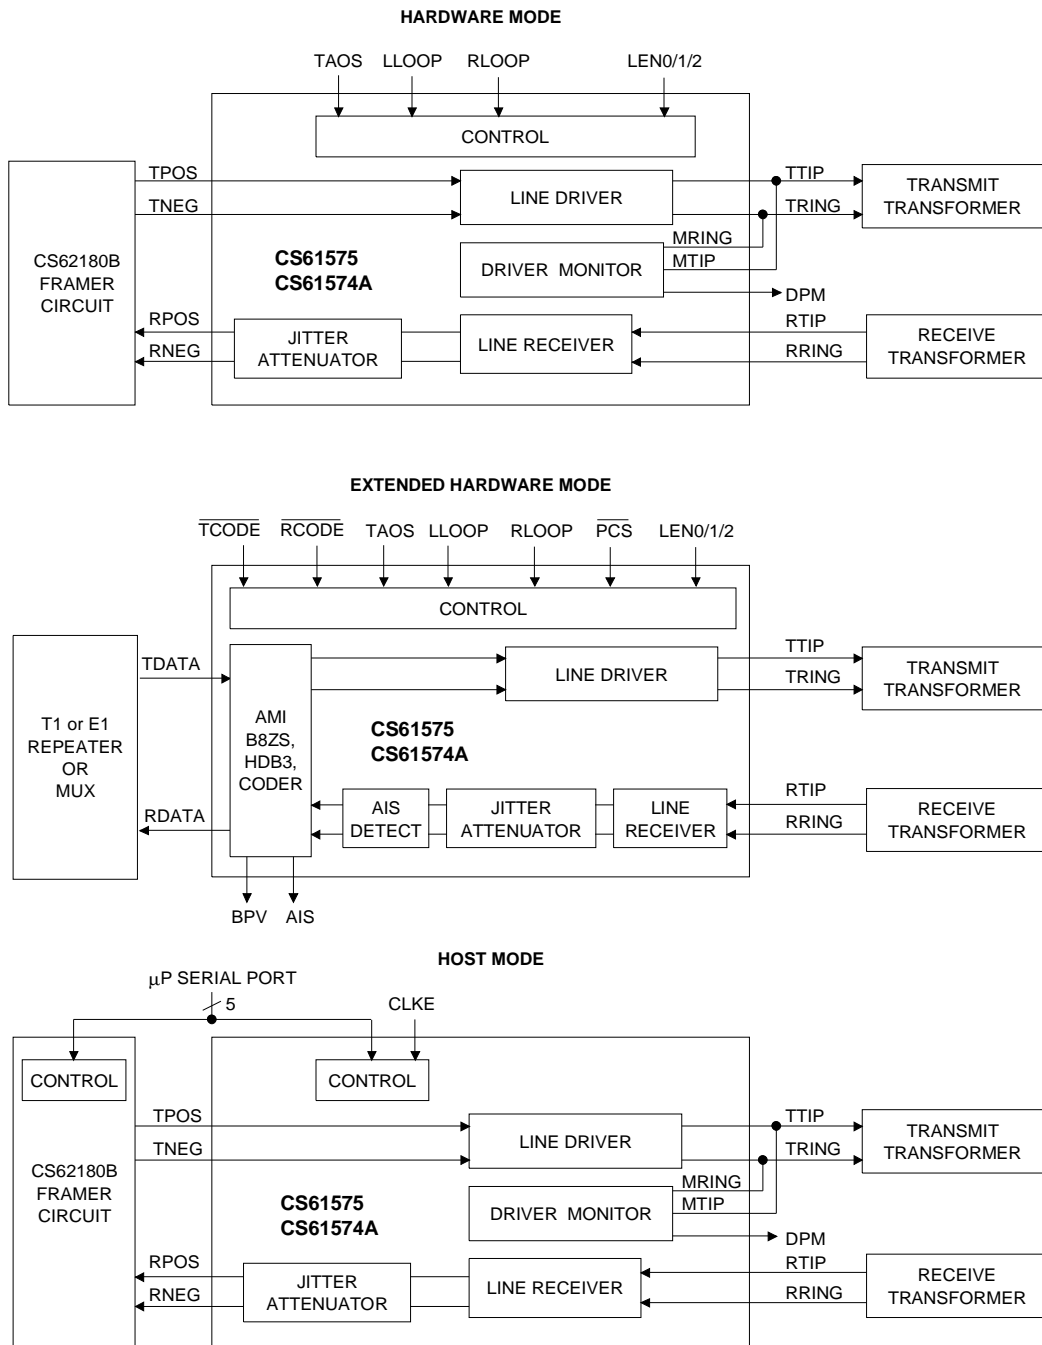 HARDWARE MODE
TAOS LLOOP RLOOP LEN0/1/2
CONTROL
TPOS
TNEG
LINE DRIVER
TTIP
TRING
TRANSMIT
TRANSFORMER
CS62180B
FRAMER
CIRCUIT
CS61575
CS61574A
DRIVER MONITOR
MRING
MTIP
DPM
RPOS
RNEG
JITTER
ATTENUATOR
LINE RECEIVER
RTIP
RRING
RECEIVE
TRANSFORMER
EXTENDED HARDWARE MODE
TCODE RCODE TAOS LLOOP RLOOP PCS LEN0/1/2
CONTROL
TDATA
LINE DRIVER
TTIP
TRING
TRANSMIT
TRANSFORMER
T1 or E1
REPEATER
OR
MUX
AMI
B8ZS,
HDB3,
CODER
CS61575
CS61574A
RDATA
AIS
DETECT
JITTER
ATTENUATOR
LINE
RECEIVER
RTIP
RRING
RECEIVE
TRANSFORMER
BPV AIS
HOST MODE
µP SERIAL PORT
5
CLKE
CONTROL
CONTROL
TPOS
TNEG
LINE DRIVER
TTIP
TRING
TRANSMIT
TRANSFORMER
CS62180B
FRAMER
CIRCUIT
CS61575
CS61574A
DRIVER MONITOR
MRING
MTIP
DPM
RPOS
RNEG
JITTER
ATTENUATOR
LINE RECEIVER
RTIP
RRING
RECEIVE
TRANSFORMER